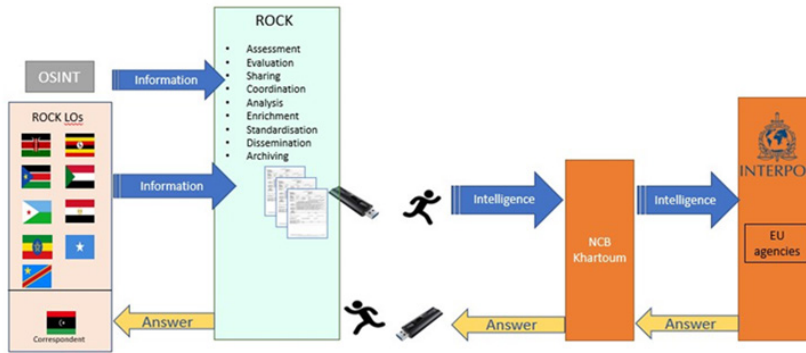 ROCK
• Assessment
• Evaluation
• Sharing
• Coordination
• Analysis
• Enrichment
• Standardisation
• Dissemination
• Archiving
OSINT
Information
ROCK LOs
Information
Correspondent
Answer
Intelligence
NCB
Khartoum
Intelligence
INTERPO
EU
agencies
Answer
Answer